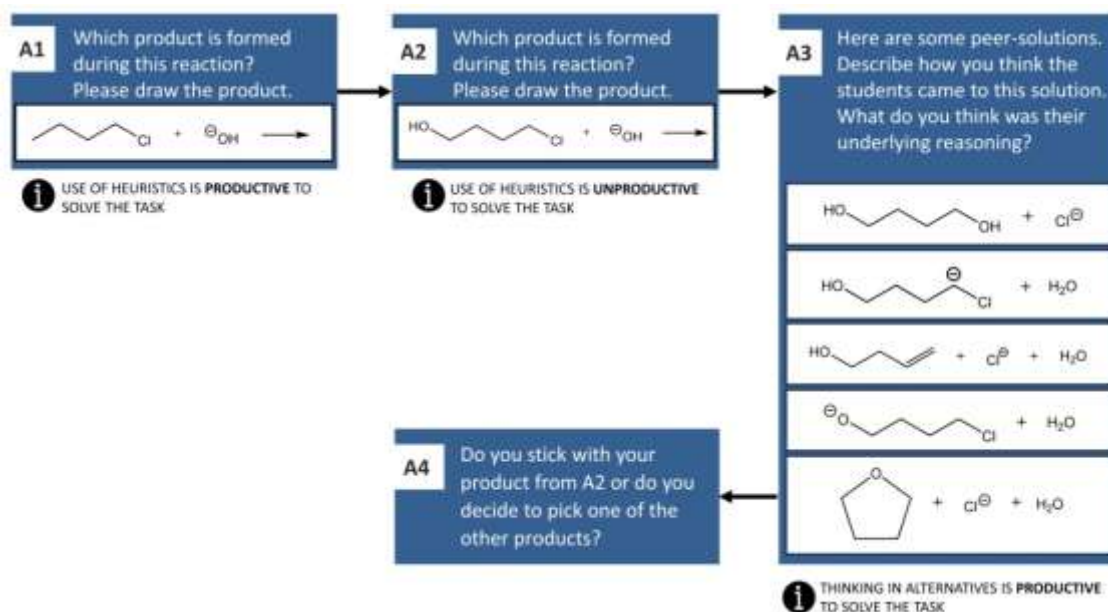 A1
Which product is formed
during this reaction?
Please draw the product.
Cl + ⊖OH
USE OF HEURISTICS IS PRODUCTIVE TO
SOLVE THE TASK
A2
Which product is formed
during this reaction?
Please draw the product.
HO Cl + ⊖OH
USE OF HEURISTICS IS UNPRODUCTIVE
TO SOLVE THE TASK
A3
Here are some peer-solutions.
Describe how you think the
students came to this solution.
What do you think was their
underlying reasoning?
HO OH + Cl⊖
HO ⊖ Cl + H2O
HO + Cl⊖ + H2O
⊖O Cl + H2O
O + Cl⊖ + H2O
THINKING IN ALTERNATIVES IS PRODUCTIVE
TO SOLVE THE TASK
A4
Do you stick with your
product from A2 or do you
decide to pick one of the
other products?